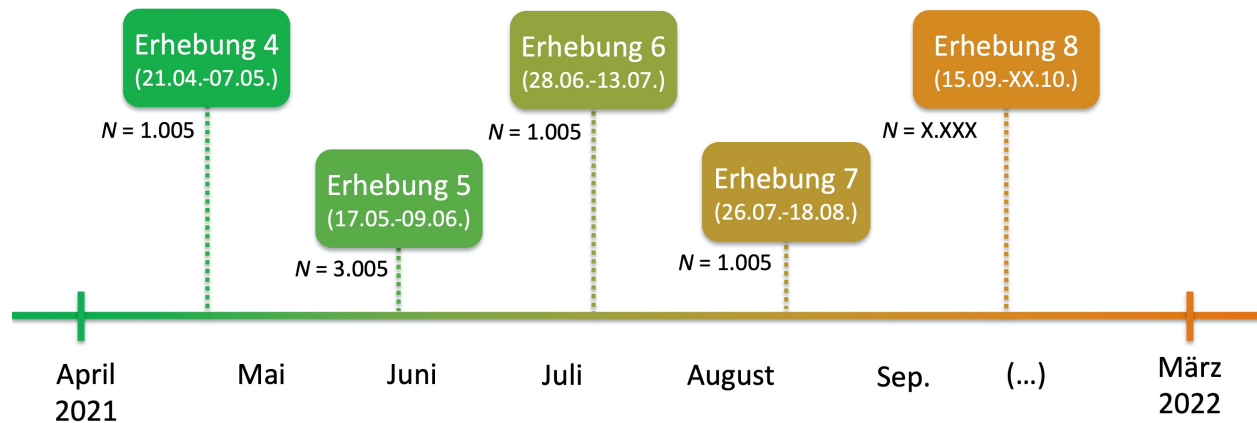 Erhebung 4
(21.04.-07.05.)
N = 1.005
Erhebung 5
(17.05.-09.06.)
N = 3.005
Erhebung 6
(28.06.-13.07.)
N = 1.005
Erhebung 7
(26.07.-18.08.)
N = 1.005
Erhebung 8
(15.09.-XX.10.)
N = X.XXX
April
2021
Mai
Juni
Juli
August
Sep.
(...)
März
2022